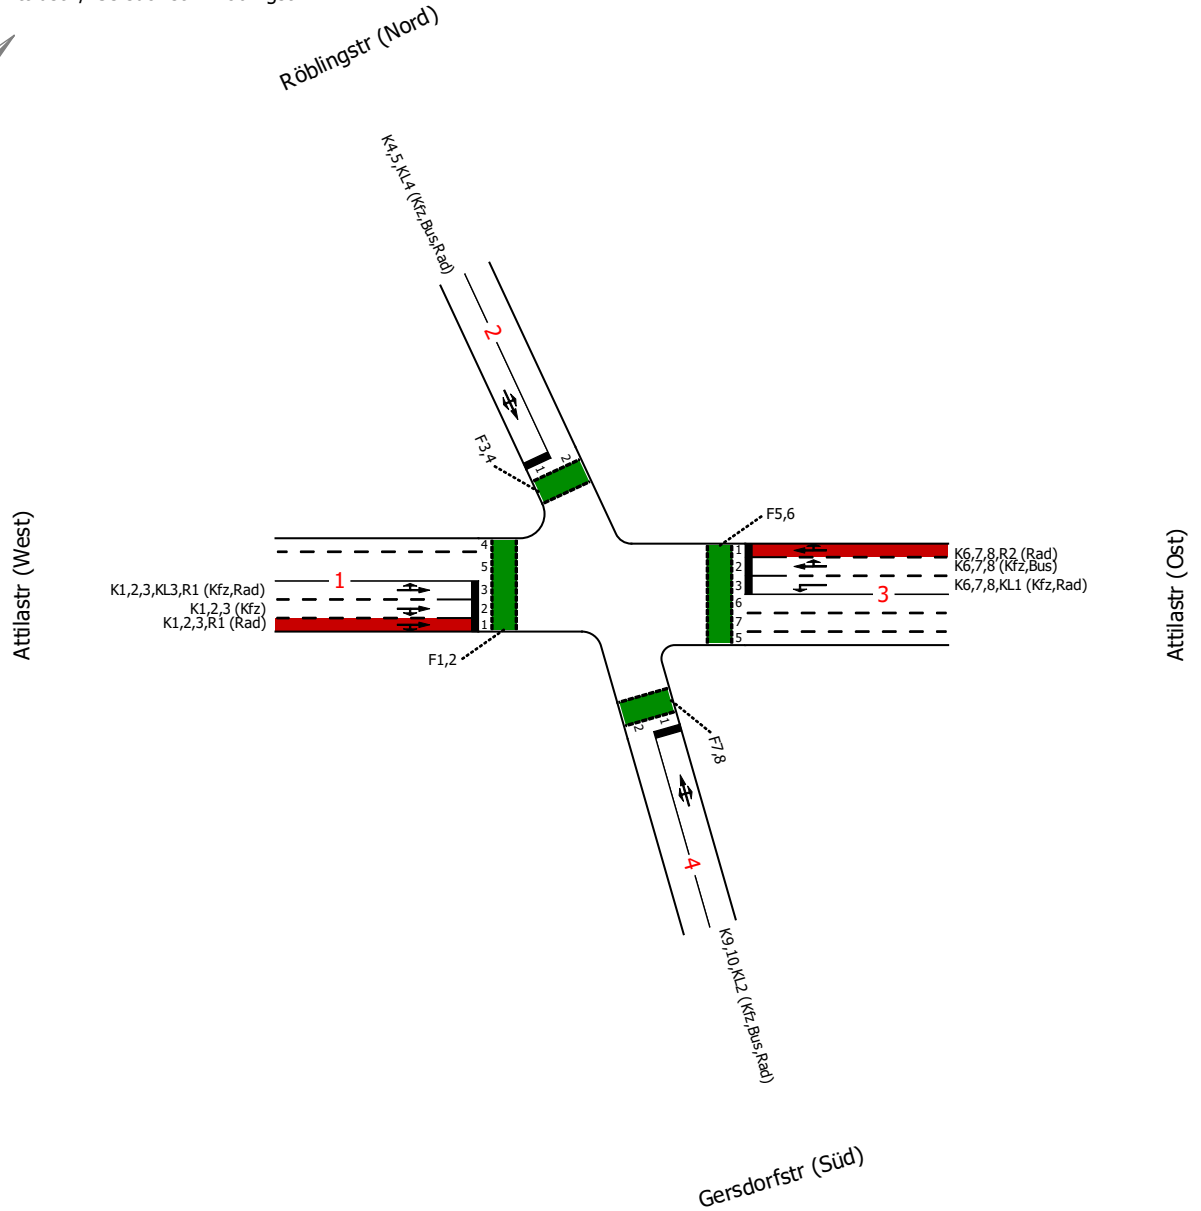 Röblingstr (Nord)
K4,5,KL4 (Kfz,Bus,Rad)
2
F3,4
1
2
Attilastr (West)
4
5
3
2
1
1
K1,2,3,KL3,R1 (Kfz,Rad)
K1,2,3 (Kfz)
K1,2,3,R1 (Rad)
F1,2
F5,6
1
2
3
6
7
5
K6,7,8,R2 (Rad)
K6,7,8 (Kfz,Bus)
K6,7,8,KL1 (Kfz,Rad)
3
Attilastr (Ost)
2
1
F7,8
4
K9,10,KL2 (Kfz,Bus,Rad)
Gersdorfstr (Süd)